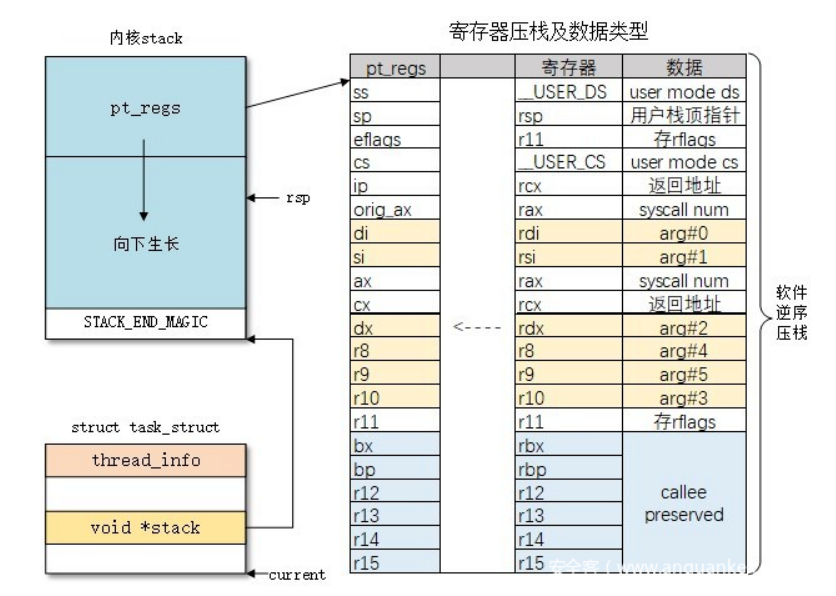 内核stack
pt_regs
rsp
向下生长
STACK_END_MAGIC
struct task_struct
thread_info
void *stack
current
寄存器压栈及数据类型
pt_regs 寄存器 数据
ss __USER_DS user mode ds
sp rsp 用户栈顶指针
eflags r11 存rflags
cs __USER_CS user mode cs
ip rcx 返回地址
orig_ax rax syscall num
di rdi arg#0
si rsi arg#1
ax rax syscall num
cx rcx 返回地址
dx <---- rdx arg#2
r8 r8 arg#4
r9 r9 arg#5
r10 r10 arg#3
r11 r11 存rflags
bx rbx
bp rbp
r12 r12 callee
r13 r13 preserved
r14 r14
r15 r15
软件
逆序
压栈
安全客 ( www.anquanke